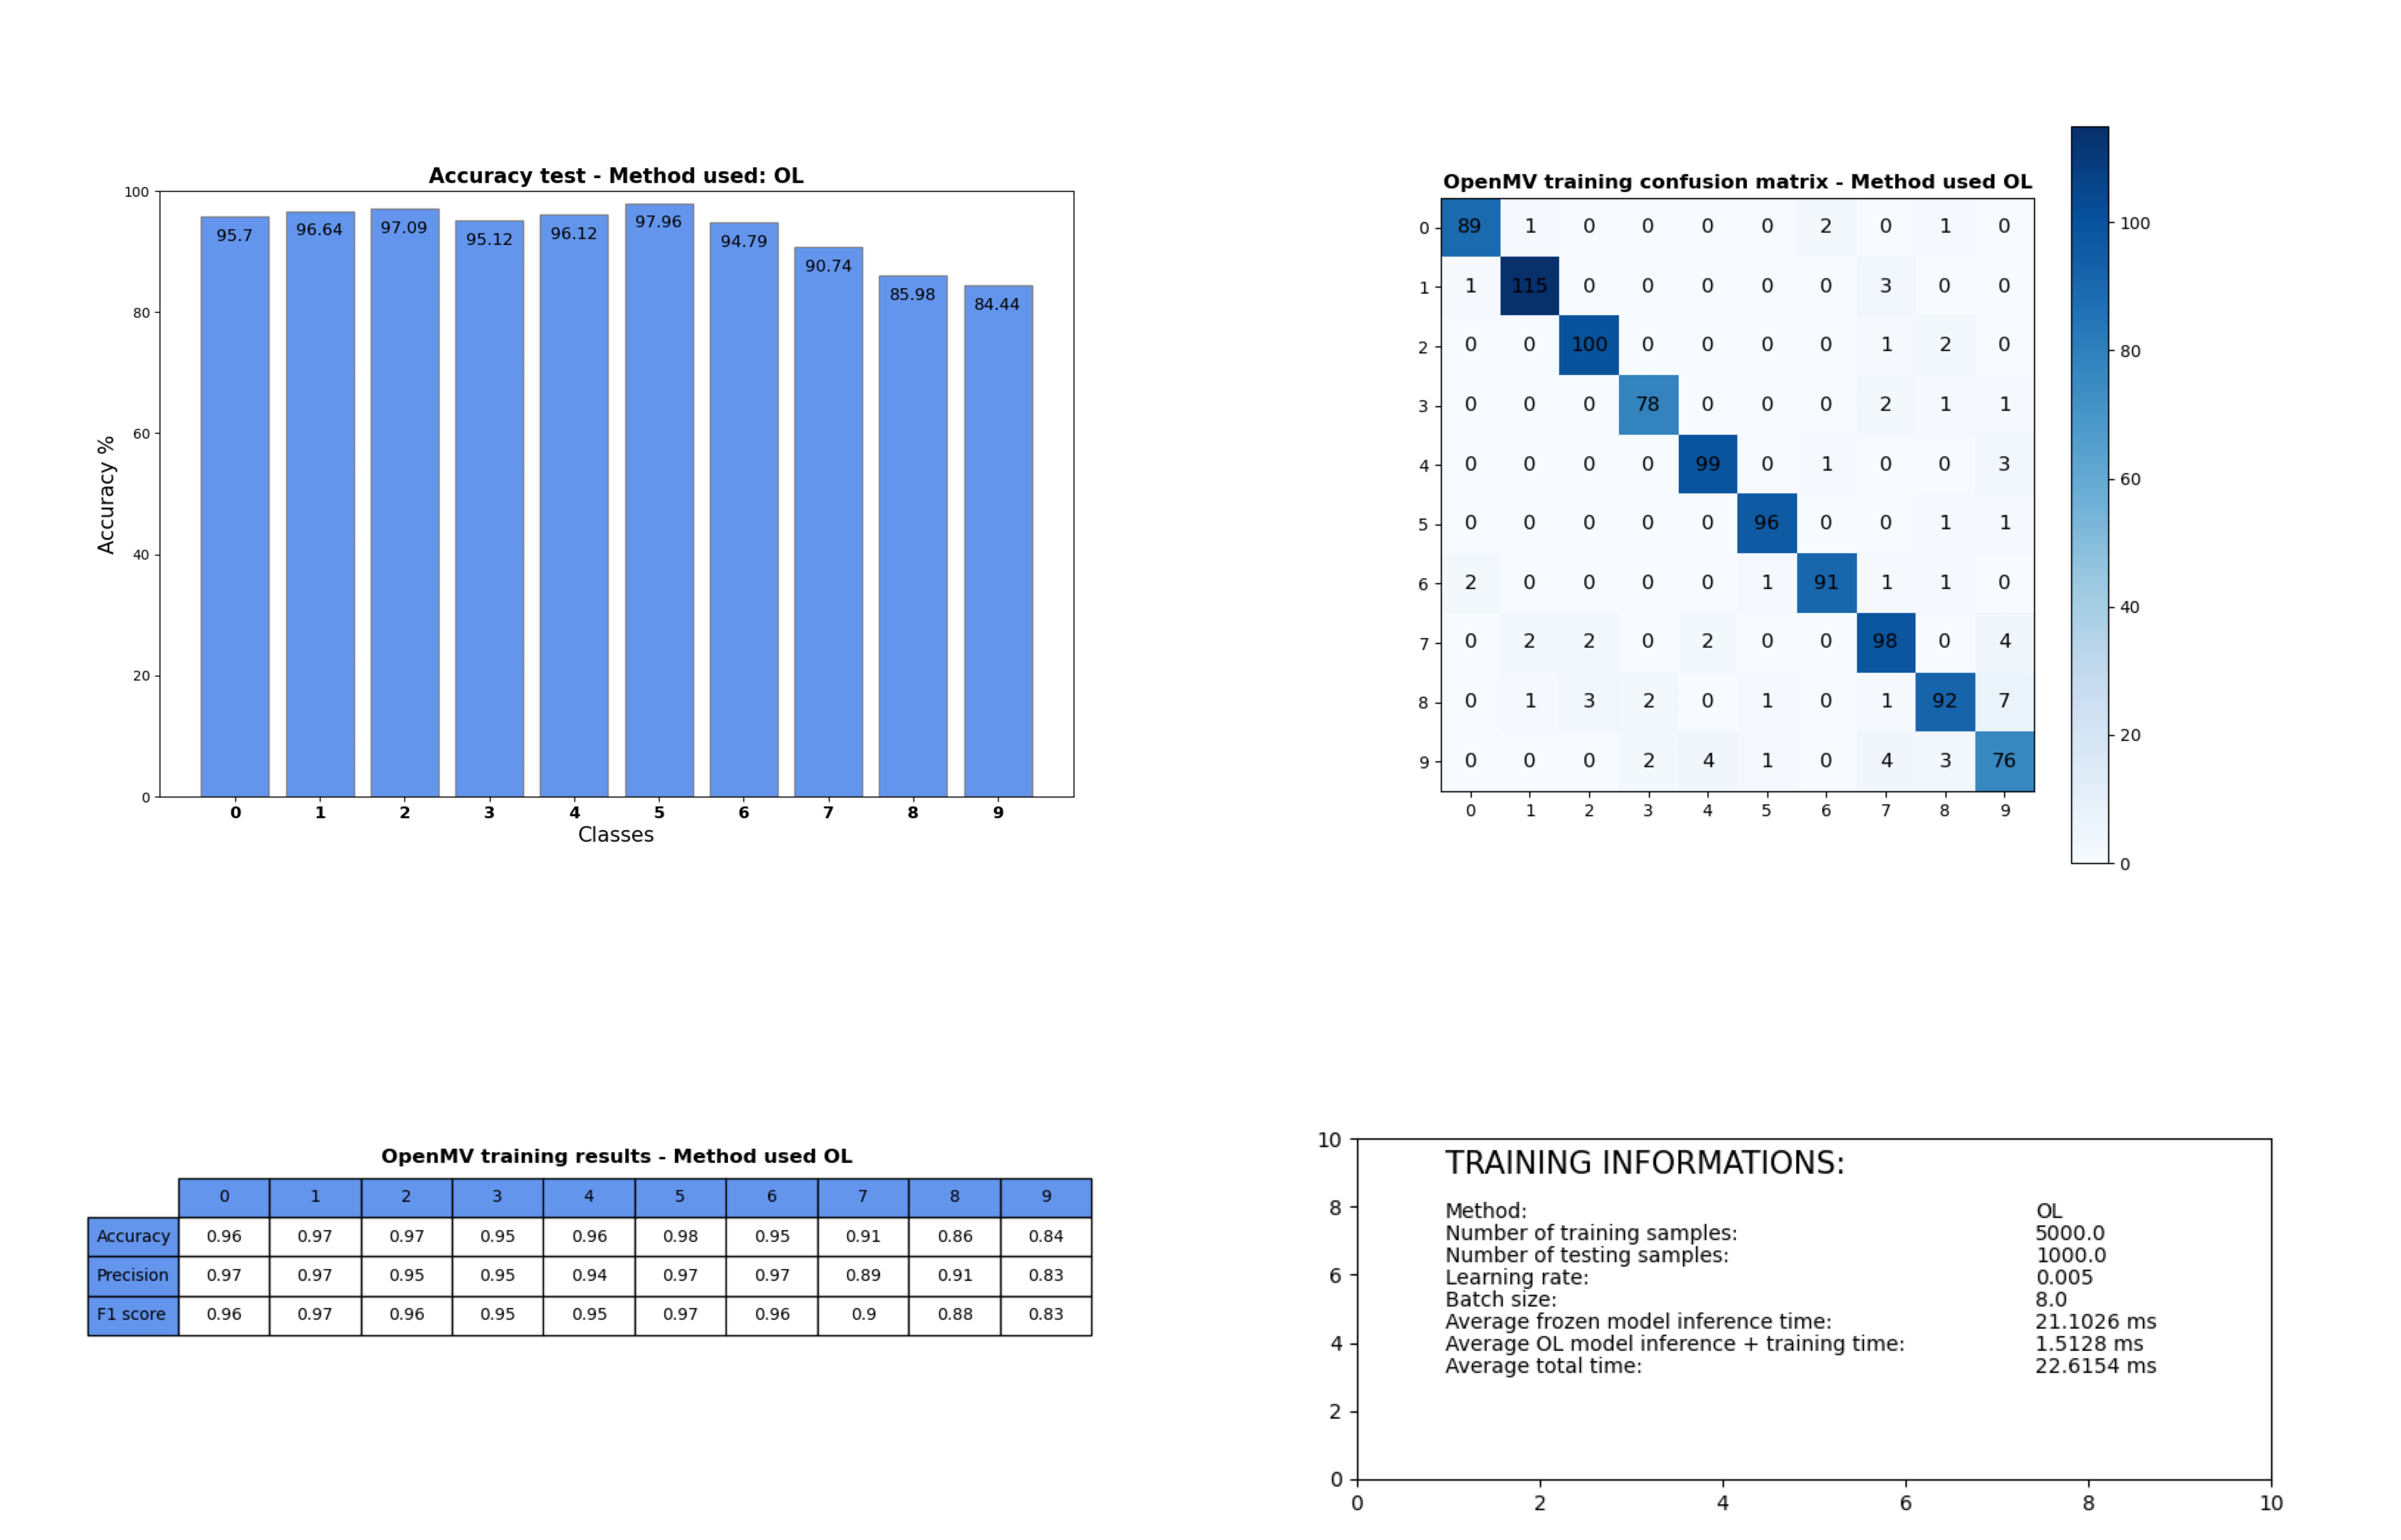 Accuracy test - Method used: OL
100
80
60
40
20
0
Accuracy %
95.7 96.64 97.09 95.12 96.12 97.96 94.79 90.74 85.98 84.44
0 1 2 3 4 5 6 7 8 9
Classes
OpenMV training confusion matrix - Method used OL
0 89 1 0 0 0 0 2 0 1 0
1 1 115 0 0 0 0 0 3 0 0
2 0 0 100 0 0 0 0 1 2 0
3 0 0 0 78 0 0 0 2 1 1
4 0 0 0 0 99 0 1 0 0 3
5 0 0 0 0 0 96 0 0 1 1
6 2 0 0 0 0 1 91 1 1 0
7 0 2 2 0 2 0 0 98 0 4
8 0 1 3 2 0 1 0 1 92 7
9 0 0 0 2 4 1 0 4 3 76
0 1 2 3 4 5 6 7 8 9
100
80
60
40
20
0
OpenMV training results - Method used OL
0 1 2 3 4 5 6 7 8 9
Accuracy 0.96 0.97 0.97 0.95 0.96 0.98 0.95 0.91 0.86 0.84
Precision 0.97 0.97 0.95 0.95 0.94 0.97 0.97 0.89 0.91 0.83
F1 score 0.96 0.97 0.96 0.95 0.95 0.97 0.96 0.9 0.88 0.83
10
8
6
4
2
0
TRAINING INFORMATIONS:
Method: OL
Number of training samples: 5000.0
Number of testing samples: 1000.0
Learning rate: 0.005
Batch size: 8.0
Average frozen model inference time: 21.1026 ms
Average OL model inference + training time: 1.5128 ms
Average total time: 22.6154 ms
0 2 4 6 8 10